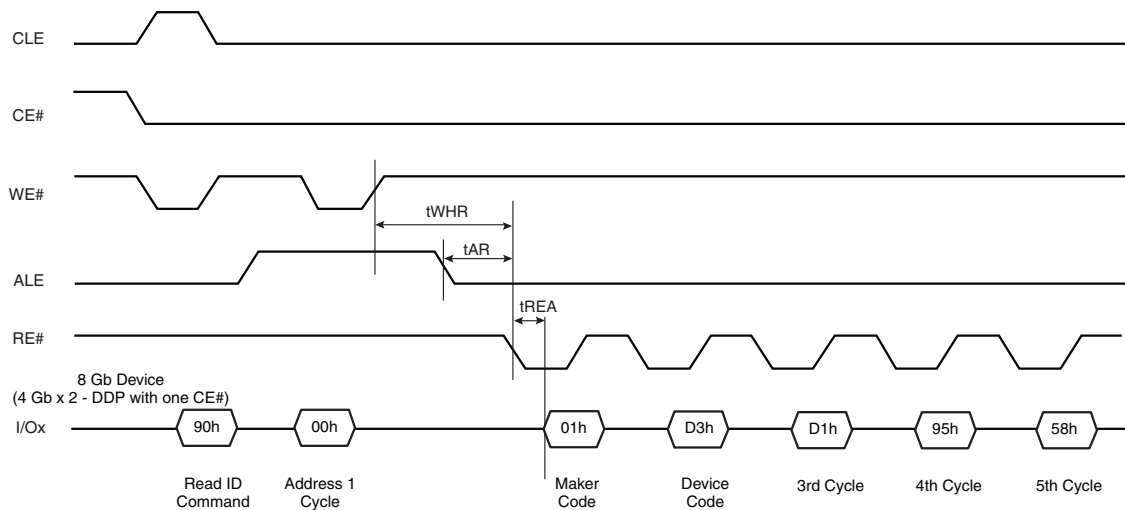 CLE
CE#
WE#
tWHR
tAR
ALE
tREA
RE#
8 Gb Device
(4 Gb x 2 - DDP with one CE#)
I/Ox
90h
00h
01h
D3h
D1h
95h
58h
Read ID
Command
Address 1
Cycle
Maker
Code
Device
Code
3rd Cycle
4th Cycle
5th Cycle